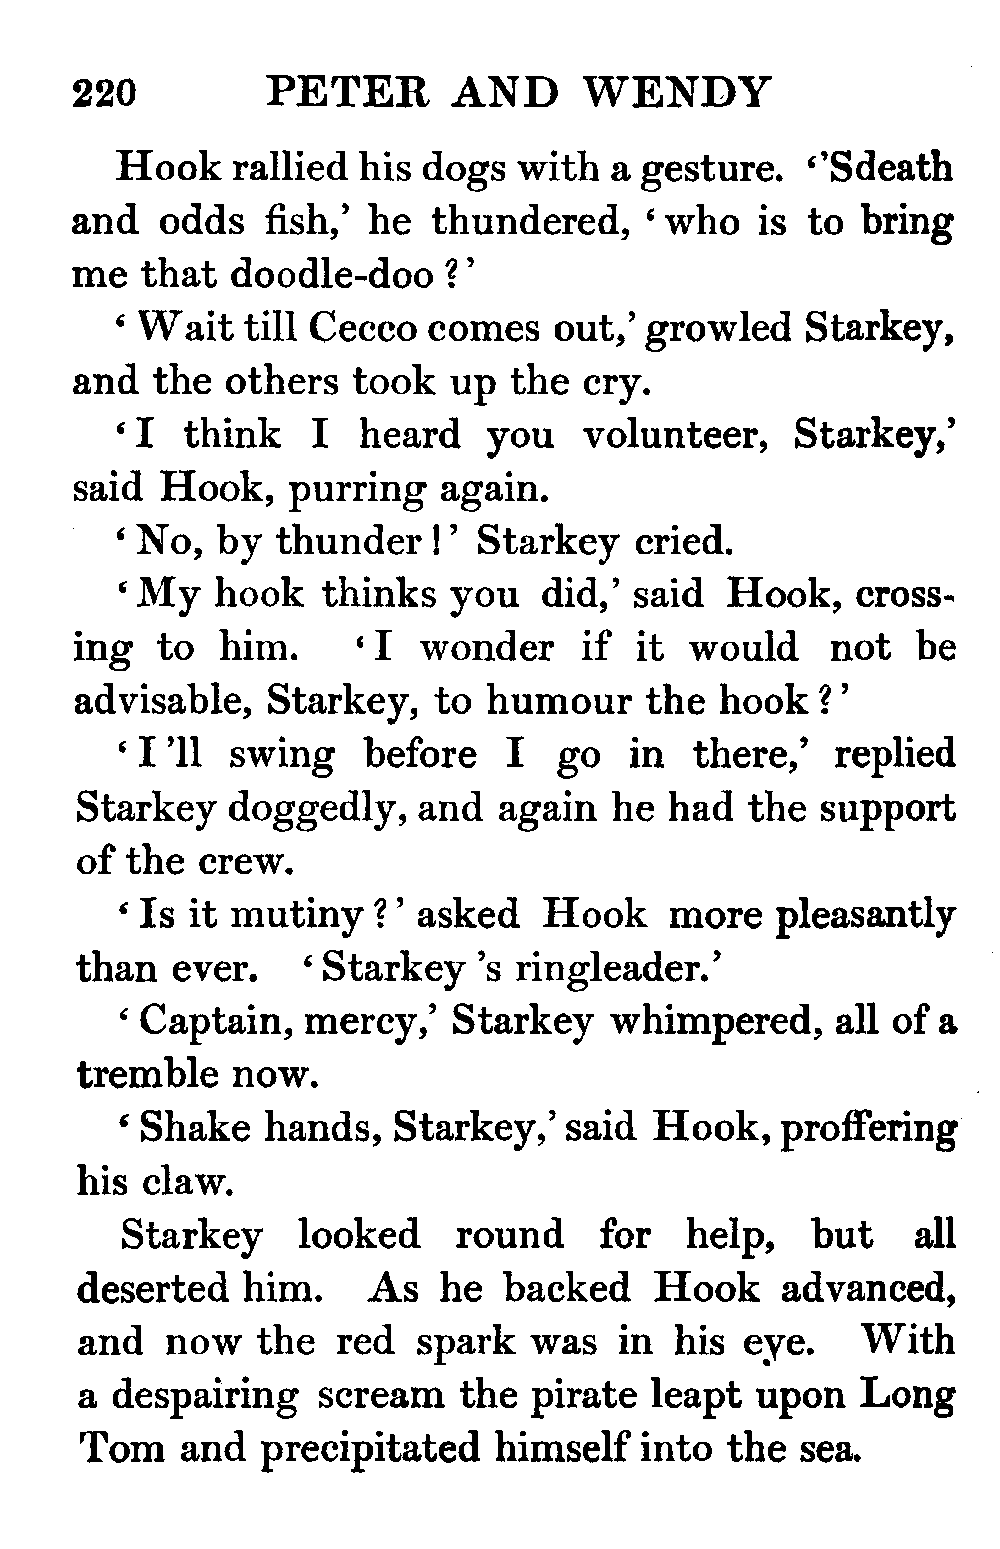 220 PETER AND WENDY
Hook rallied his dogs with a gesture. ‘’Sdeath
and odds fish,’ he thundered, ‘who is to bring
me that doodle-doo?’
‘Wait till Cecco comes out,’ growled Starkey,
and the others took up the cry.
‘I think I heard you volunteer, Starkey,’
said Hook, purring again.
‘No, by thunder!’ Starkey cried.
‘My hook thinks you did,’ said Hook, cross-
ing to him. ‘I wonder if it would not be
advisable, Starkey, to humour the hook?’
‘I’ll swing before I go in there,’ replied
Starkey doggedly, and again he had the support
of the crew.
‘Is it mutiny?’ asked Hook more pleasantly
than ever. ‘Starkey’s ringleader.’
‘Captain, mercy,’ Starkey whimpered, all of a
tremble now.
‘Shake hands, Starkey,’ said Hook, proffering
his claw.
Starkey looked round for help, but all
deserted him. As he backed Hook advanced,
and now the red spark was in his eye. With
a despairing scream the pirate leapt upon Long
Tom and precipitated himself into the sea.